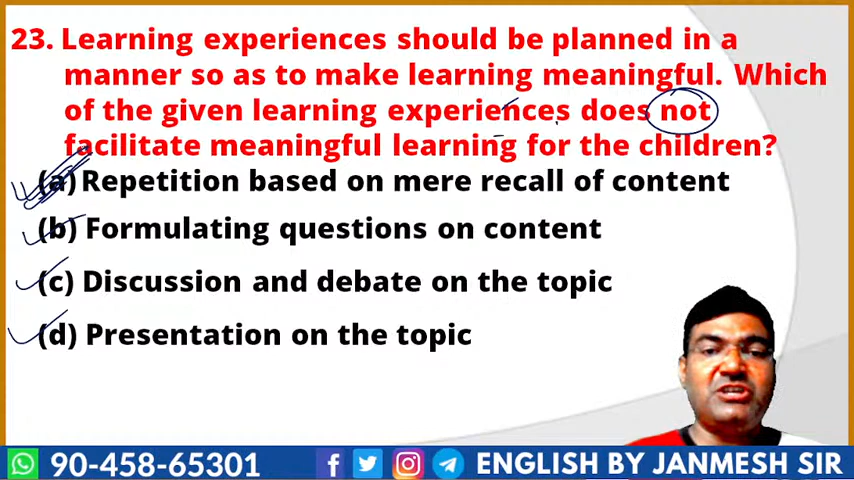 23. Learning experiences should be planned in a
manner so as to make learning meaningful. Which
of the given learning experiences does not
facilitate meaningful learning for the children?
(a) Repetition based on mere recall of content
(b) Formulating questions on content
(c) Discussion and debate on the topic
(d) Presentation on the topic
90-458-65301 ENGLISH BY JANMESH SIR